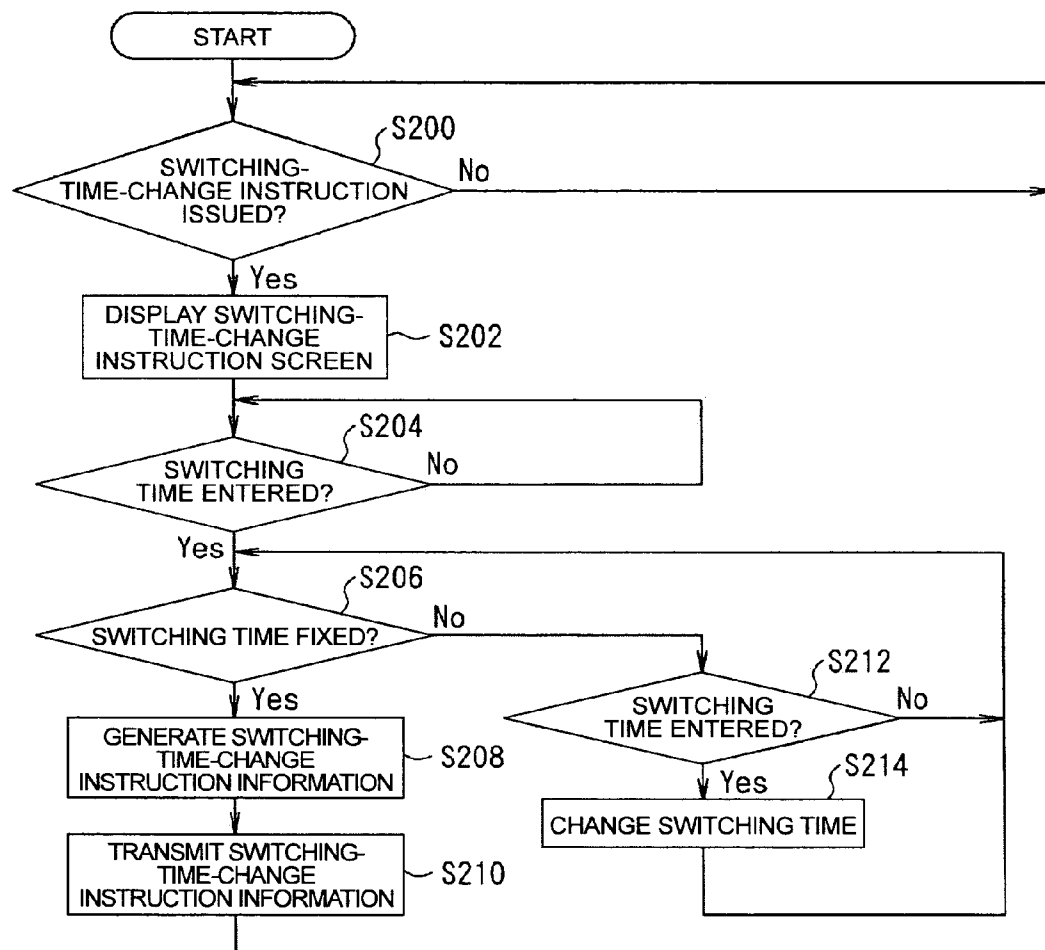 START
S200
SWITCHING-
TIME-CHANGE INSTRUCTION
ISSUED?
No
Yes
DISPLAY SWITCHING-
TIME-CHANGE
INSTRUCTION SCREEN
S202
S204
SWITCHING
TIME ENTERED?
No
Yes
S206
SWITCHING TIME FIXED?
No
S212
SWITCHING
TIME ENTERED?
No
Yes
GENERATE SWITCHING-
TIME-CHANGE
INSTRUCTION INFORMATION
S208
Yes
S214
CHANGE SWITCHING TIME
TRANSMIT SWITCHING-
TIME-CHANGE
INSTRUCTION INFORMATION
S210